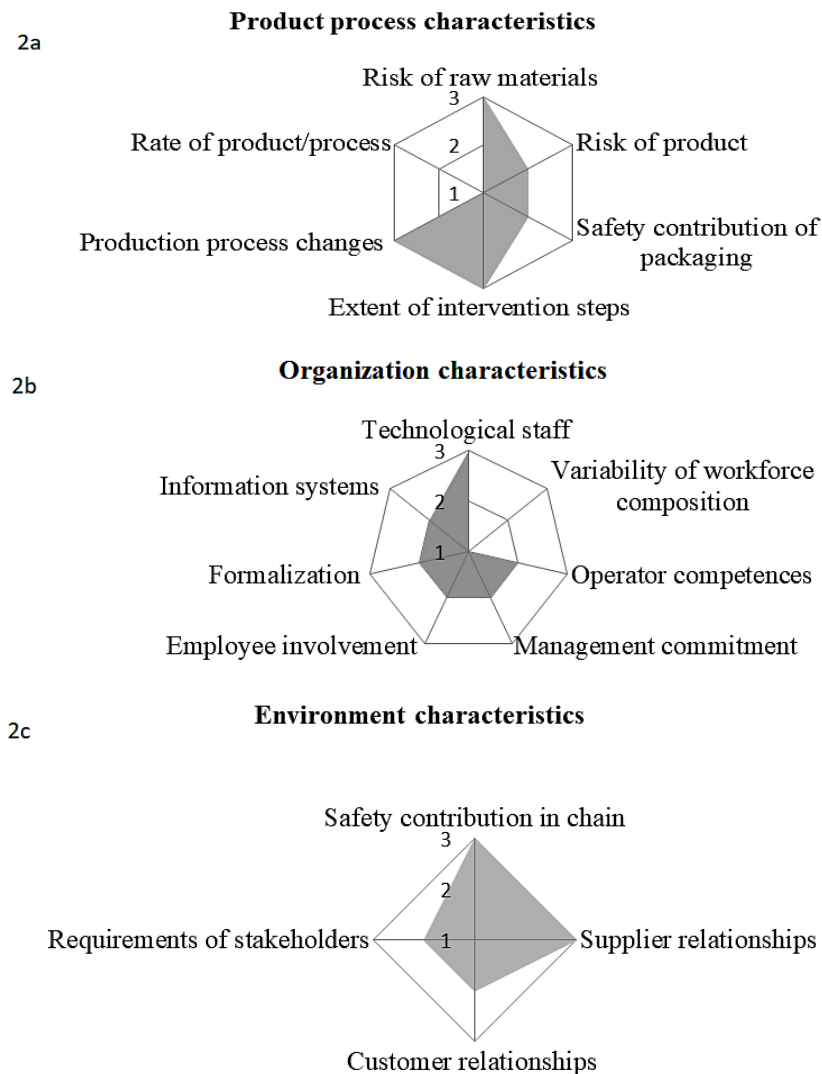 Product process characteristics
2a
Risk of raw materials
3
Rate of product/process
2
Risk of product
1
Production process changes
Safety contribution of
packaging
Extent of intervention steps
Organization characteristics
2b
Technological staff
3
Information systems
Variability of workforce
composition
2
1
Formalization
Operator competences
Employee involvement
Management commitment
Environment characteristics
2c
Safety contribution in chain
3
2
Requirements of stakeholders
1
Supplier relationships
Customer relationships